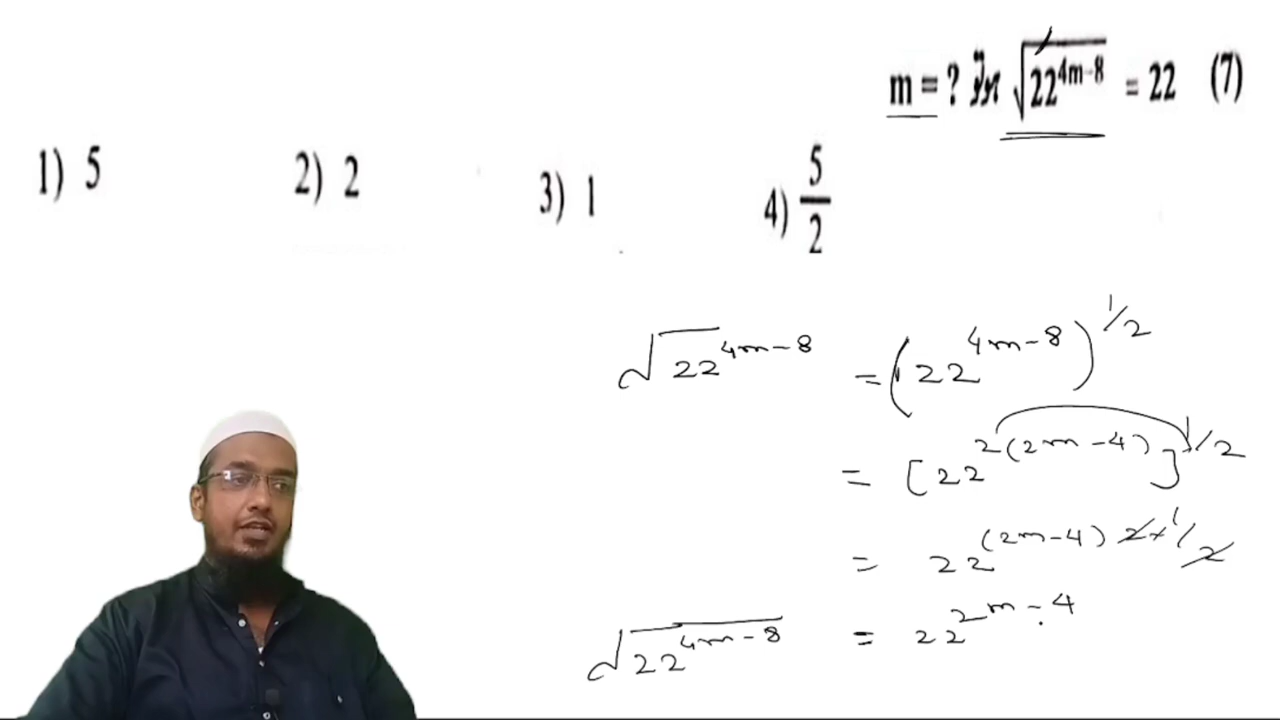 m = ? √22^{4m-8} = 22 (7)
1) 5 2) 2 3) 1 4) 5/2
√22^{4m-8} = (22^{4m-8})^{1/2}
= [22^{2(2m-4)}]^{1/2}
= 22^{(2m-4) 2×1/2}
√22^{4m-8} = 22^{2m-4}